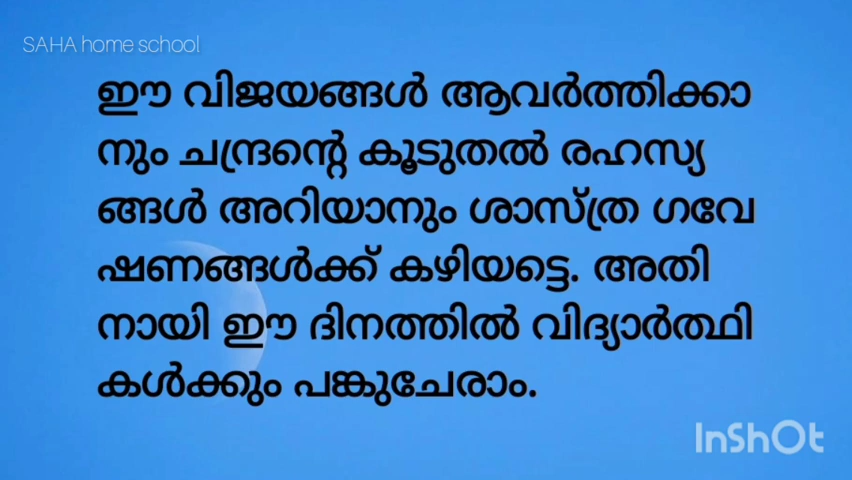 SAHA home school
ഈ വിജയങ്ങൾ ആവർത്തിക്കാ
നും ചന്ദ്രന്റെ കൂടുതൽ രഹസ്യ
ങ്ങൾ അറിയാനും ശാസ്ത്ര ഗവേ
ഷണങ്ങൾക്ക് കഴിയട്ടെ. അതി
നായി ഈ ദിനത്തിൽ വിദ്യാർത്ഥി
കൾക്കും പങ്കുചേരാം.
InShOt